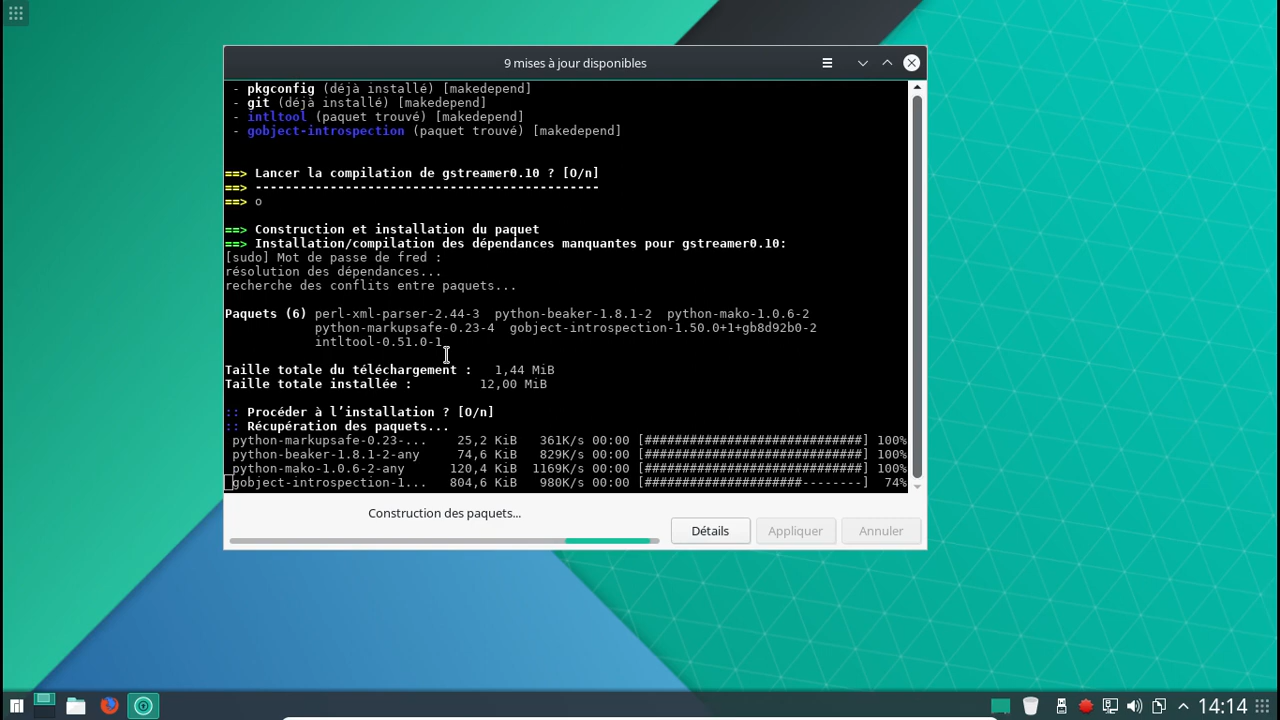 9 mises à jour disponibles
- pkgconfig (déjà installé) [makedepend]
- git (déjà installé) [makedepend]
- intltool (paquet trouvé) [makedepend]
- gobject-introspection (paquet trouvé) [makedepend]
==> Lancer la compilation de gstreamer0.10 ? [O/n]
==> ----------------------------------------------
==> o
==> Construction et installation du paquet
==> Installation/compilation des dépendances manquantes pour gstreamer0.10:
[sudo] Mot de passe de fred :
résolution des dépendances...
recherche des conflits entre paquets...
Paquets (6) perl-xml-parser-2.44-3 python-beaker-1.8.1-2 python-mako-1.0.6-2
python-markupsafe-0.23-4 gobject-introspection-1.50.0+1+gb8d92b0-2
intltool-0.51.0-1
Taille totale du téléchargement : 1,44 MiB
Taille totale installée : 12,00 MiB
:: Procéder à l’installation ? [O/n]
:: Récupération des paquets...
python-markupsafe-0.23-... 25,2 KiB 361K/s 00:00 [#############################] 100%
python-beaker-1.8.1-2-any 74,6 KiB 829K/s 00:00 [#############################] 100%
python-mako-1.0.6-2-any 120,4 KiB 1169K/s 00:00 [#############################] 100%
gobject-introspection-1... 804,6 KiB 980K/s 00:00 [#####################--------] 74%
Construction des paquets...
Détails
Appliquer
Annuler
14:14